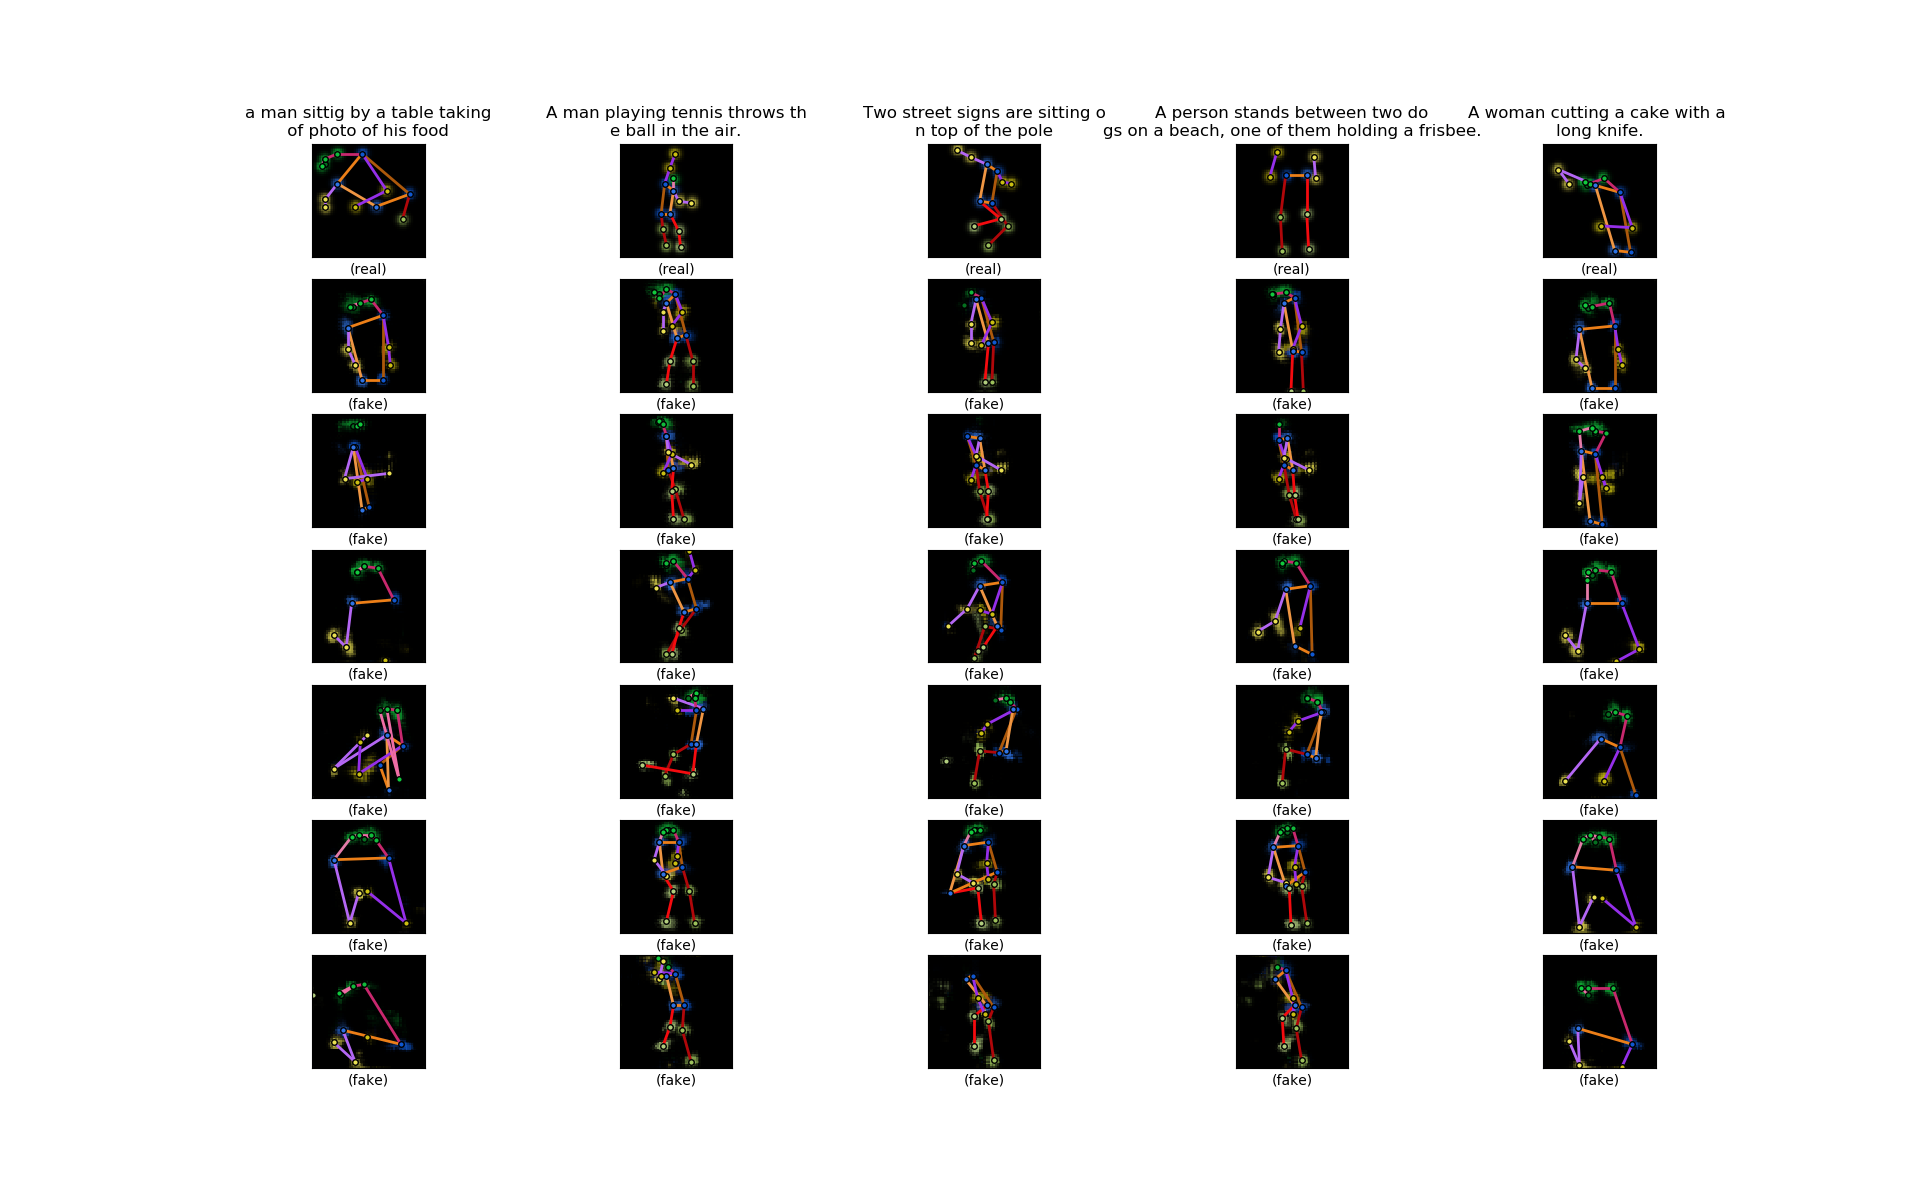 a man sittig by a table taking
of photo of his food
A man playing tennis throws th
e ball in the air.
Two street signs are sitting o
n top of the pole
A person stands between two do
gs on a beach, one of them holding a frisbee.
A woman cutting a cake with a
long knife.
(real) (real) (real) (real) (real)
(fake) (fake) (fake) (fake) (fake)
(fake) (fake) (fake) (fake) (fake)
(fake) (fake) (fake) (fake) (fake)
(fake) (fake) (fake) (fake) (fake)
(fake) (fake) (fake) (fake) (fake)
(fake) (fake) (fake) (fake) (fake)